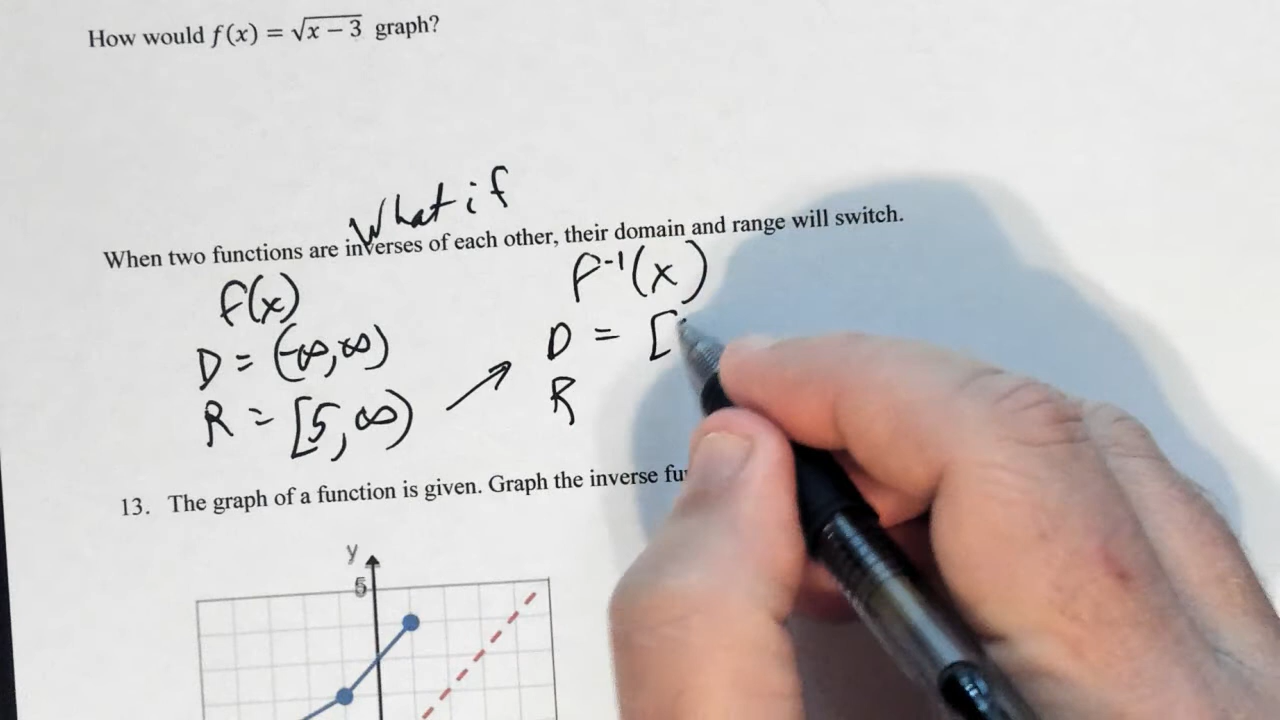 How would f(x) = √x − 3 graph?
What if
When two functions are inverses of each other, their domain and range will switch.
f(x) f⁻¹(x)
D = (-∞,∞) D = [
R = [5,∞) R
13. The graph of a function is given. Graph the inverse
y
5